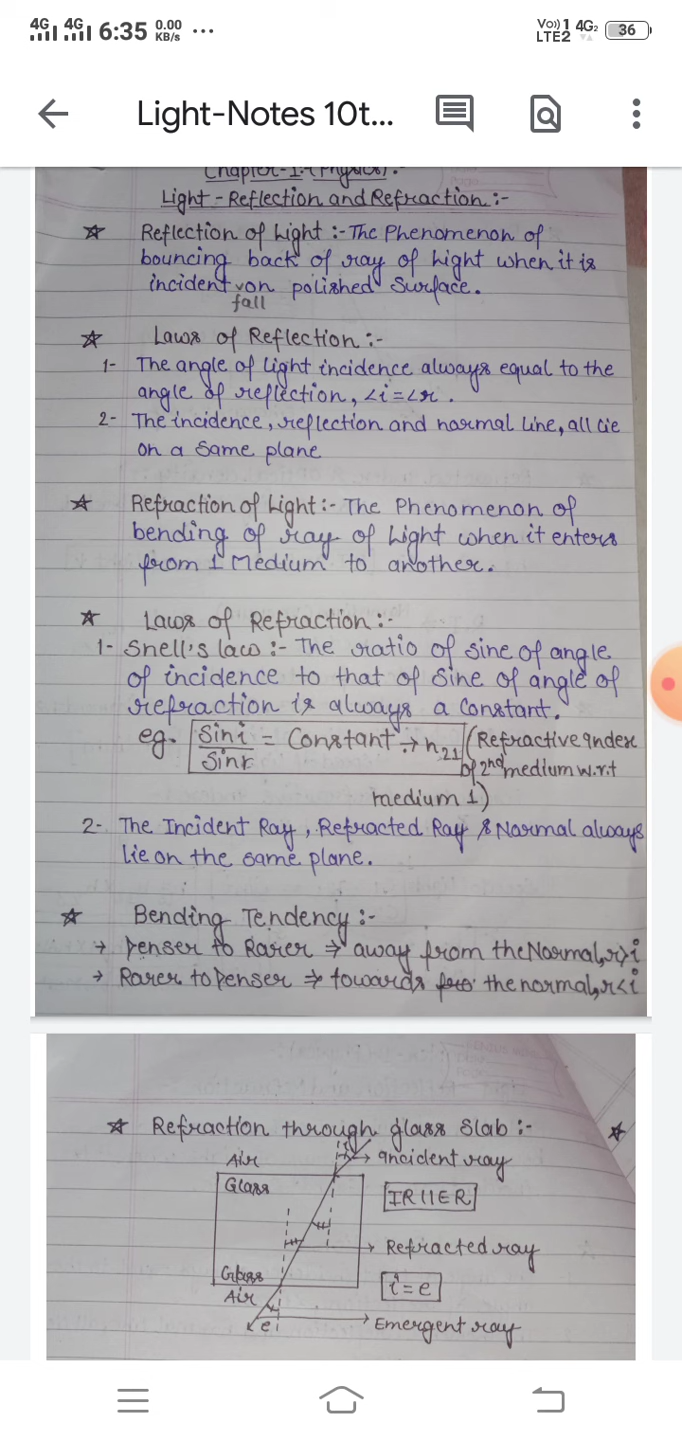 4G 4G 6:35 0.00 KB/s ...
Vo)) 1 4G2 LTE2 36
Light-Notes 10t...
Chapter-1-(Physics):-
Light - Reflection and Refraction :-
☆ Reflection of Light :- The Phenomenon of
bouncing back of ray of Light when it is
incident on polished Surface.
fall
☆ Laws of Reflection :-
1- The angle of Light incidence always equal to the
angle of reflection, ∠i=∠r.
2- The incidence, reflection and normal Line, all lie
on a same plane
☆ Refraction of Light :- The Phenomenon of
bending of ray of Light when it enters
from 1 Medium to another.
☆ Laws of Refraction :-
1- Snell's law :- The ratio of sine of angle
of incidence to that of sine of angle of
refraction is always a constant.
eg. Sin i / Sin r = Constant → n21 (Refractive Index
of 2nd medium w.r.t
medium 1)
2- The Incident Ray, Refracted Ray & Normal always
lie on the same plane.
☆ Bending Tendency :-
→ Denser to Rarer ⇒ away from the Normal, r>i
→ Rarer to Denser ⇒ towards the normal, r<i
☆ Refraction through glass Slab :-
Air
→ Incident ray
Glass
IR||ER
→ Refracted ray
Glass
i=e
Air
e
→ Emergent ray